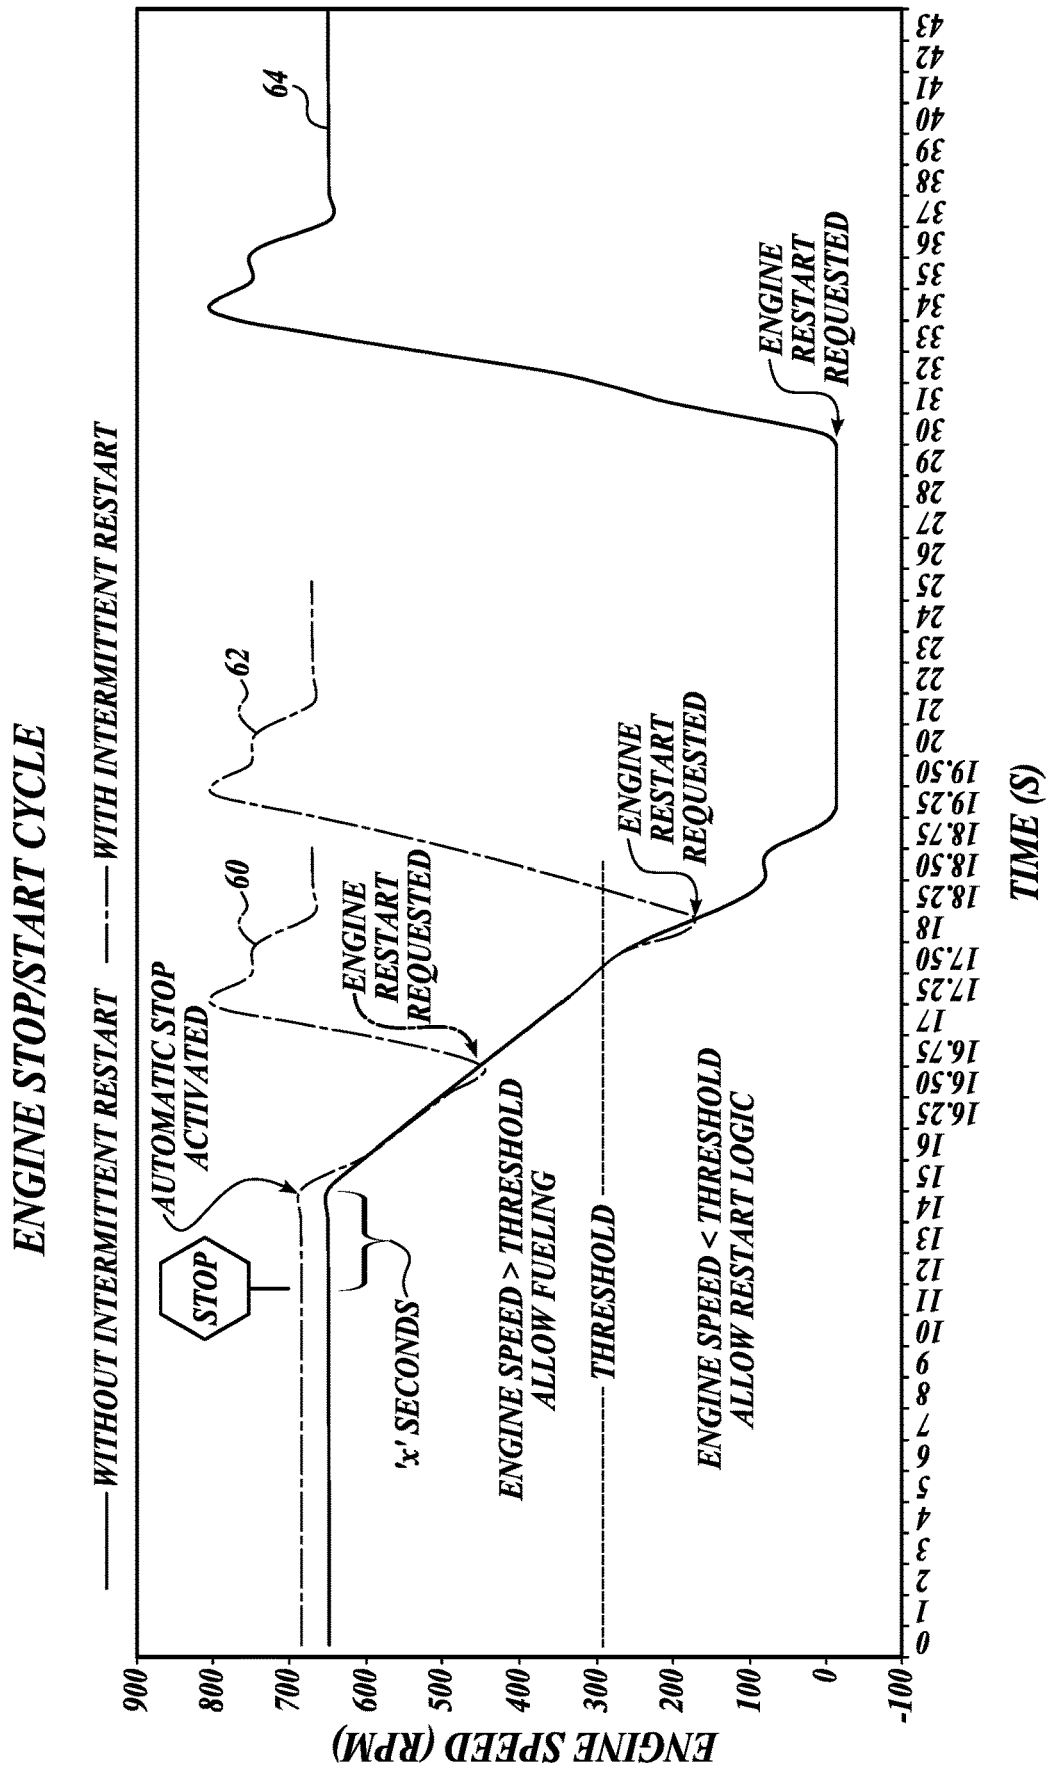 ENGINE STOP/START CYCLE
WITHOUT INTERMITTENT RESTART
WITH INTERMITTENT RESTART
AUTOMATIC STOP
ACTIVATED
STOP
'x' SECONDS
60
62
64
ENGINE
RESTART
REQUESTED
ENGINE
RESTART
REQUESTED
ENGINE
RESTART
REQUESTED
ENGINE SPEED > THRESHOLD
ALLOW FUELING
THRESHOLD
ENGINE SPEED < THRESHOLD
ALLOW RESTART LOGIC
ENGINE SPEED (RPM)
900
800
700
600
500
400
300
200
100
0
-100
0 1 2 3 4 5 6 7 8 9 10 11 12 13 14 15 16 16.25 16.50 16.75 17 17.25 17.50 18 18.25 18.50 18.75 19.25 19.50 20 21 22 23 24 25 26 27 28 29 30 31 32 33 34 35 36 37 38 39 40 41 42 43
TIME (S)